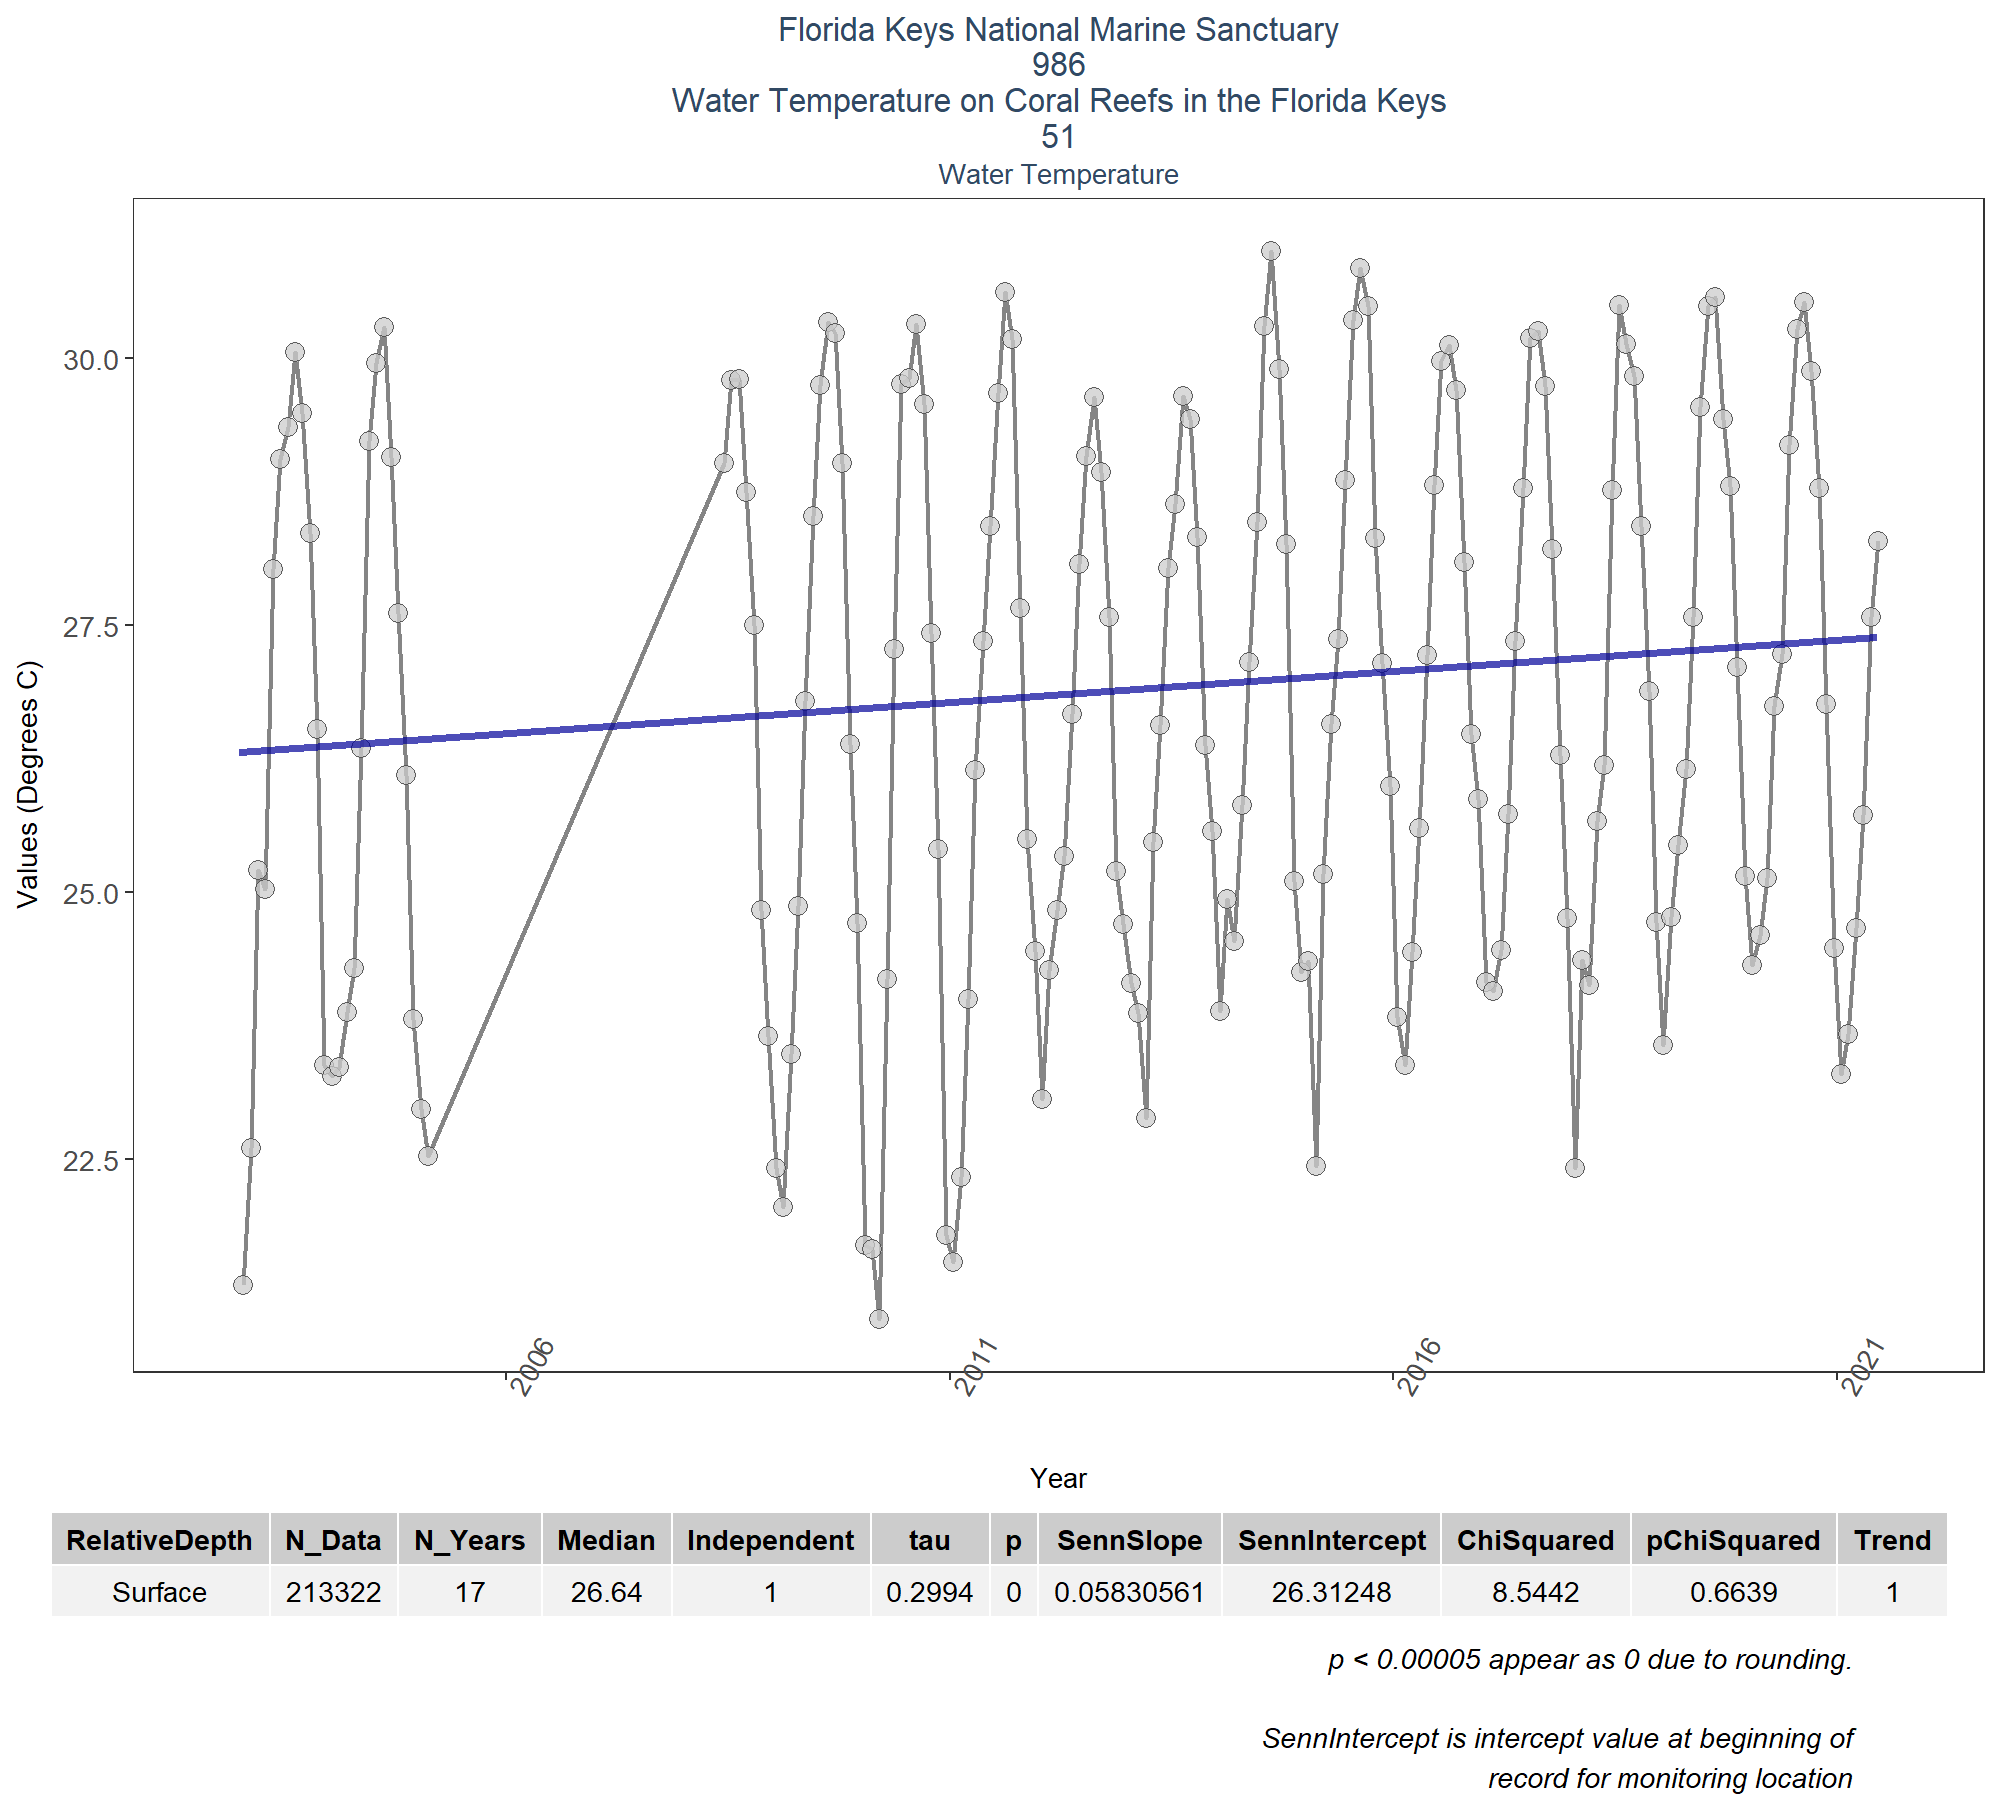 Florida Keys National Marine Sanctuary
986
Water Temperature on Coral Reefs in the Florida Keys
51
Water Temperature
Values (Degrees C)
30.0
27.5
25.0
22.5
2006 2011 2016 2021
Year
RelativeDepth N_Data N_Years Median Independent tau p SennSlope SennIntercept ChiSquared pChiSquared Trend
Surface 213322 17 26.64 1 0.2994 0 0.05830561 26.31248 8.5442 0.6639 1
p < 0.00005 appear as 0 due to rounding.
SennIntercept is intercept value at beginning of
record for monitoring location